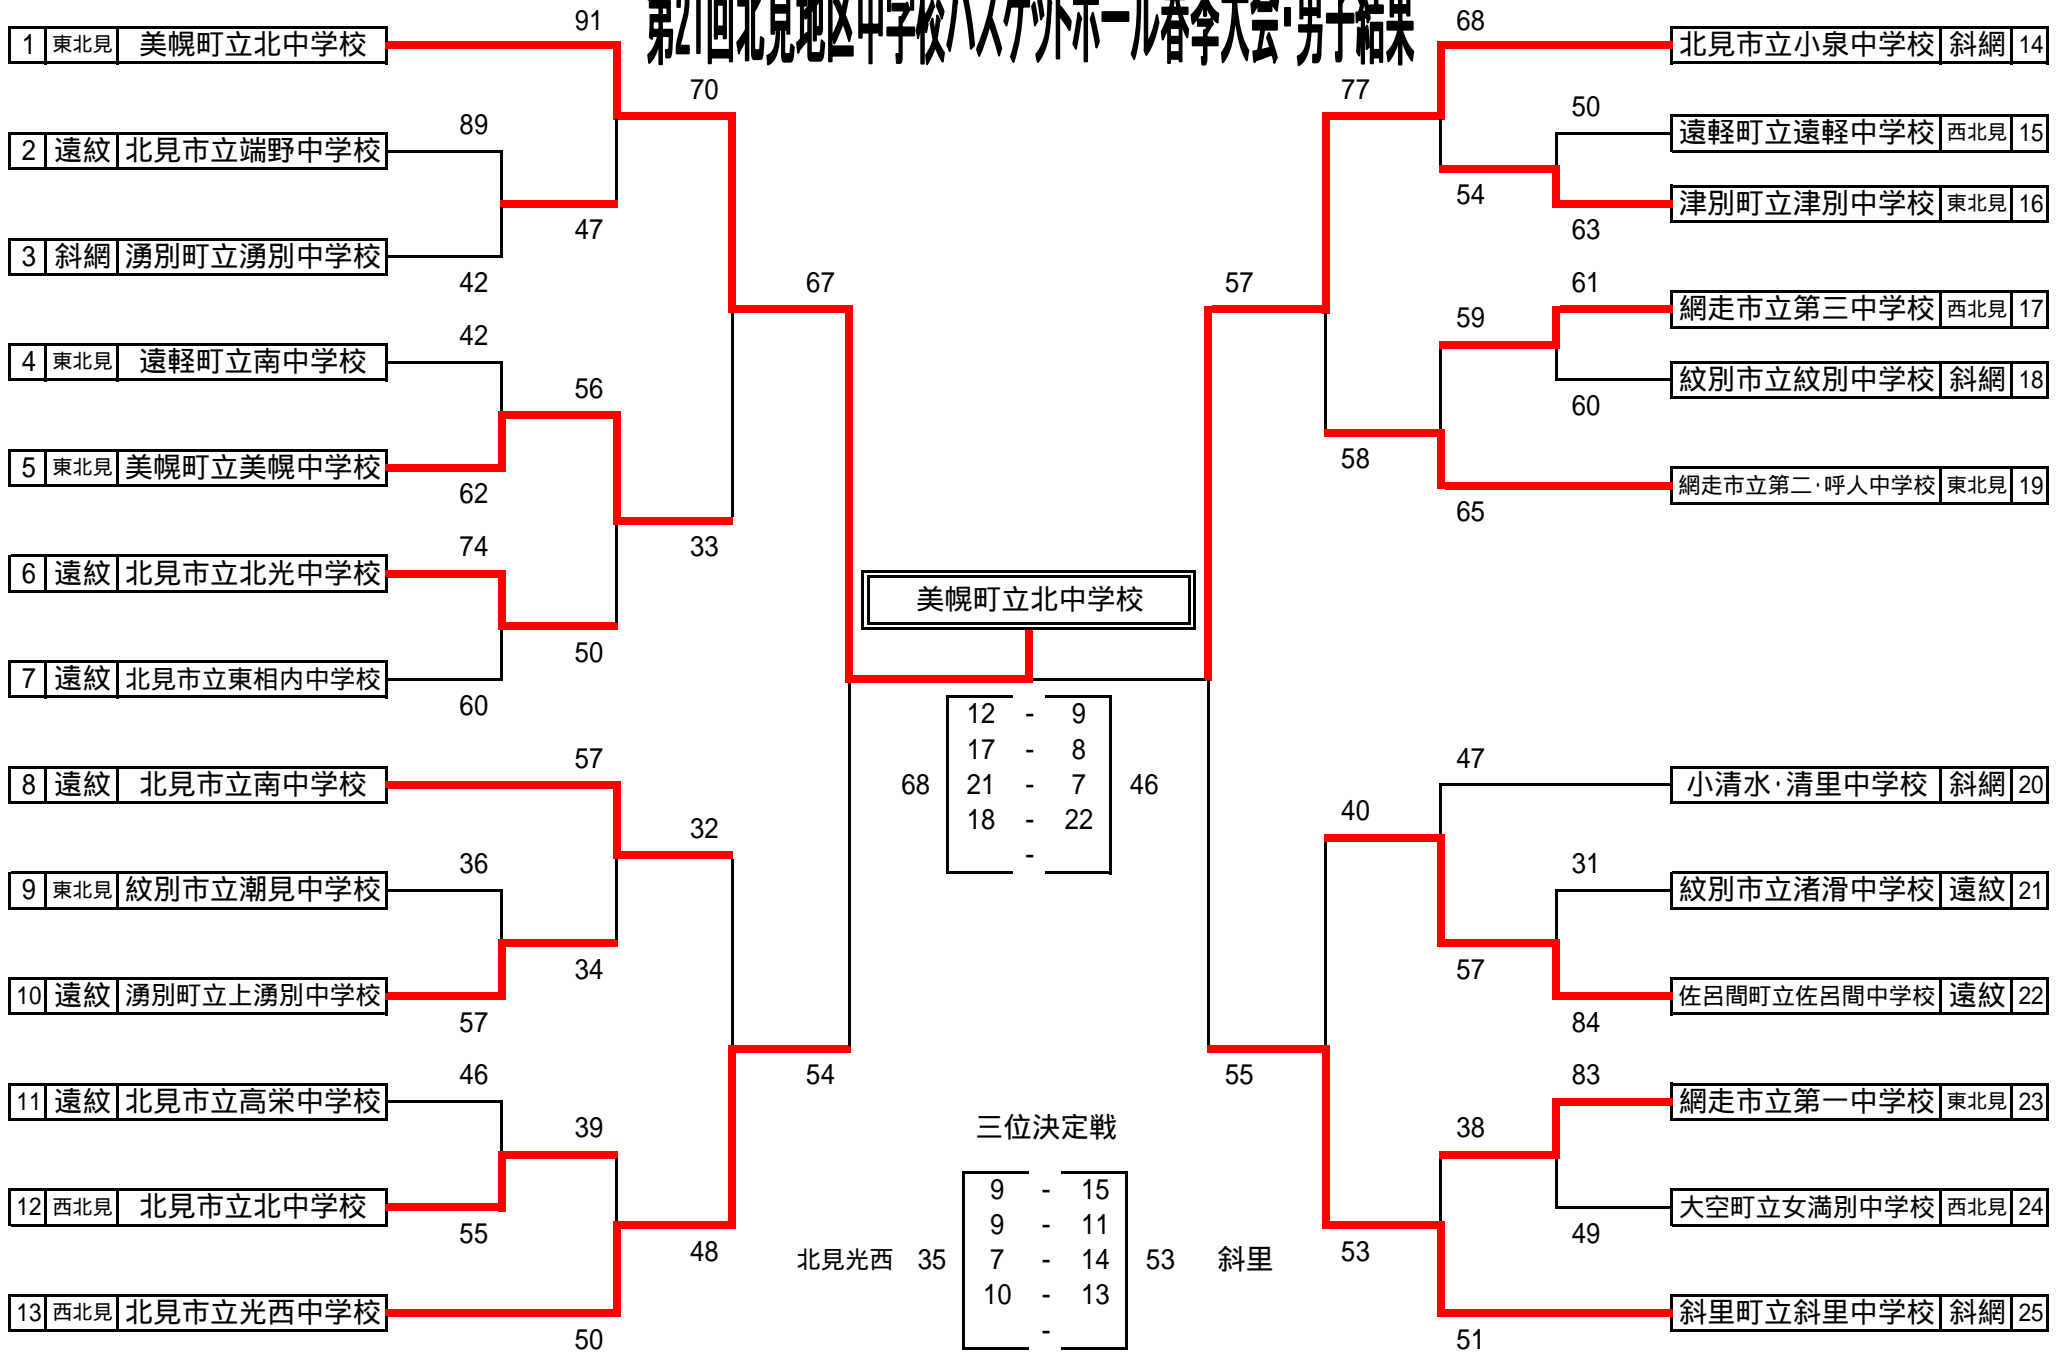 第21回北見地区中学校バスケットボール春季大会・男子結果
91
1 東北見 美幌町立北中学校
70
89
2 遠紋 北見市立端野中学校
47
3 斜網 湧別町立湧別中学校
42
67
42
4 東北見 遠軽町立南中学校
56
5 東北見 美幌町立美幌中学校
62
74
33
6 遠紋 北見市立北光中学校
50
7 遠紋 北見市立東相内中学校
60
57
8 遠紋 北見市立南中学校
32
36
9 東北見 紋別市立潮見中学校
34
10 遠紋 湧別町立上湧別中学校
57
46
54
11 遠紋 北見市立高栄中学校
39
12 西北見 北見市立北中学校
55
48
13 西北見 北見市立光西中学校
50
美幌町立北中学校
12 - 9
17 - 8
68 21 - 7 46
18 - 22
-
三位決定戦
9 - 15
9 - 11
北見光西 35 7 - 14 53 斜里
10 - 13
-
68
北見市立小泉中学校 斜網 14
77
50
遠軽町立遠軽中学校 西北見 15
54
津別町立津別中学校 東北見 16
63
57
61
網走市立第三中学校 西北見 17
59
紋別市立紋別中学校 斜網 18
60
58
網走市立第二・呼人中学校 東北見 19
65
47
小清水・清里中学校 斜網 20
40
31
紋別市立渚滑中学校 遠紋 21
57
佐呂間町立佐呂間中学校 遠紋 22
84
55
83
網走市立第一中学校 東北見 23
38
大空町立女満別中学校 西北見 24
49
53
斜里町立斜里中学校 斜網 25
51